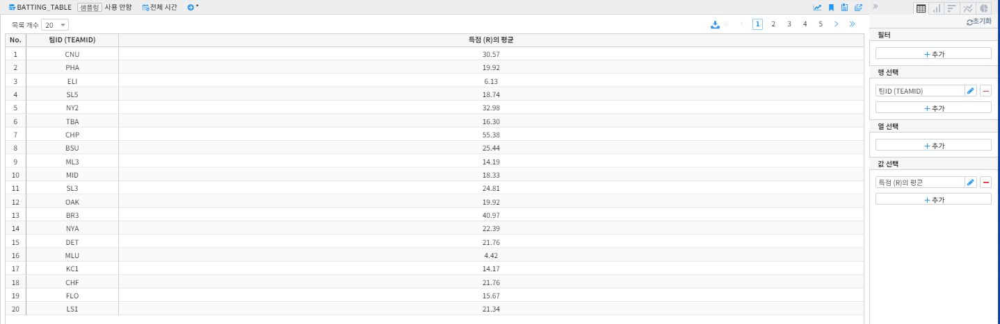 BATTING_TABLE 샘플링 사용 안함 전체 시간 *
목록 개수 20 1 2 3 4 5
No. 팀ID (TEAMID) 득점 (R)의 평균
1 CNU 30.57
2 PHA 19.92
3 ELI 6.13
4 SL5 18.74
5 NY2 32.98
6 TBA 16.30
7 CHP 55.38
8 BSU 25.44
9 ML3 14.19
10 MID 18.33
11 SL3 24.81
12 OAK 19.92
13 BR3 40.97
14 NYA 22.39
15 DET 21.76
16 MLU 4.42
17 KC1 14.17
18 CHF 21.76
19 FLO 15.67
20 LS1 21.34
초기화
필터
+ 추가
행 선택
팀ID (TEAMID)
+ 추가
열 선택
+ 추가
값 선택
득점 (R)의 평균
+ 추가